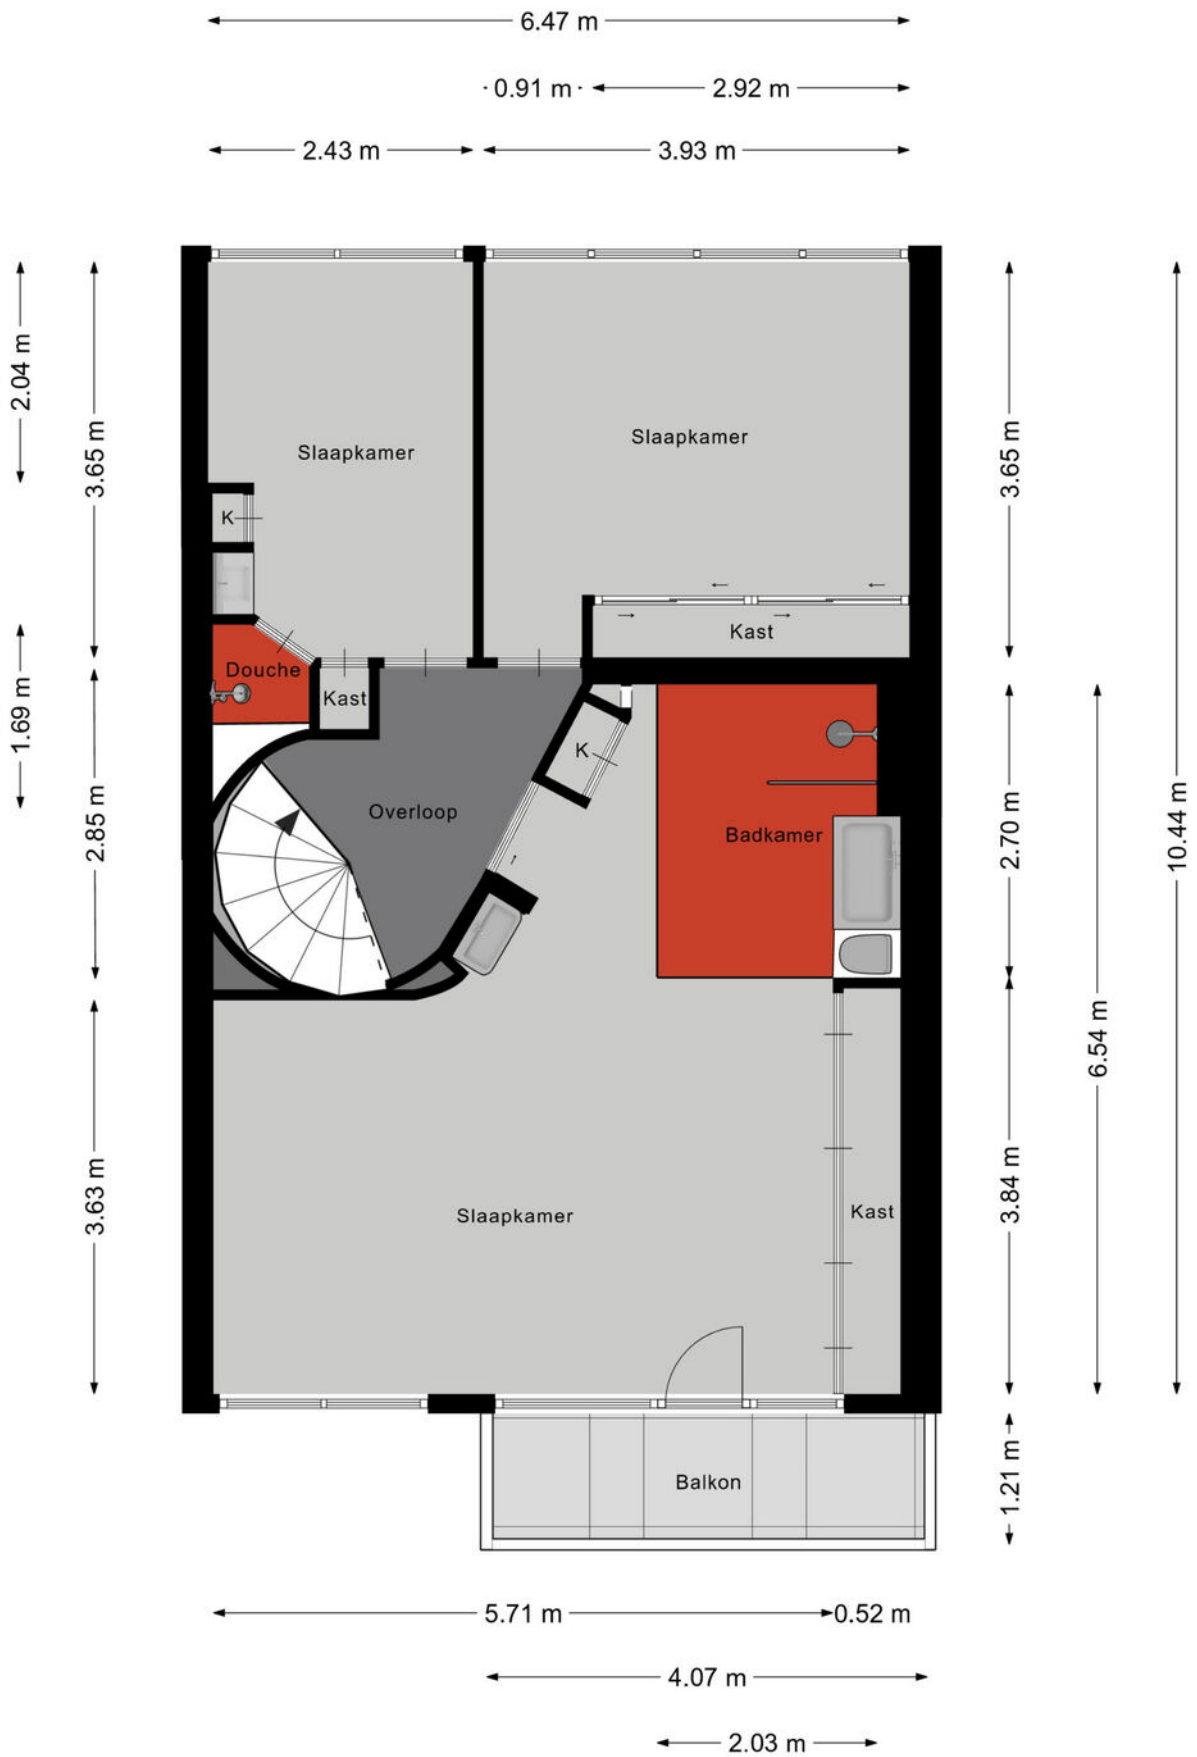 6.47 m
0.91 m
2.92 m
2.43 m
3.93 m
2.04 m
3.65 m
3.65 m
Slaapkamer
Slaapkamer
K
Kast
Douche
Kast
1.69 m
K
2.85 m
Overloop
Badkamer
2.70 m
10.44 m
6.54 m
3.63 m
3.84 m
Slaapkamer
Kast
Balkon
1.21 m
5.71 m
0.52 m
4.07 m
2.03 m